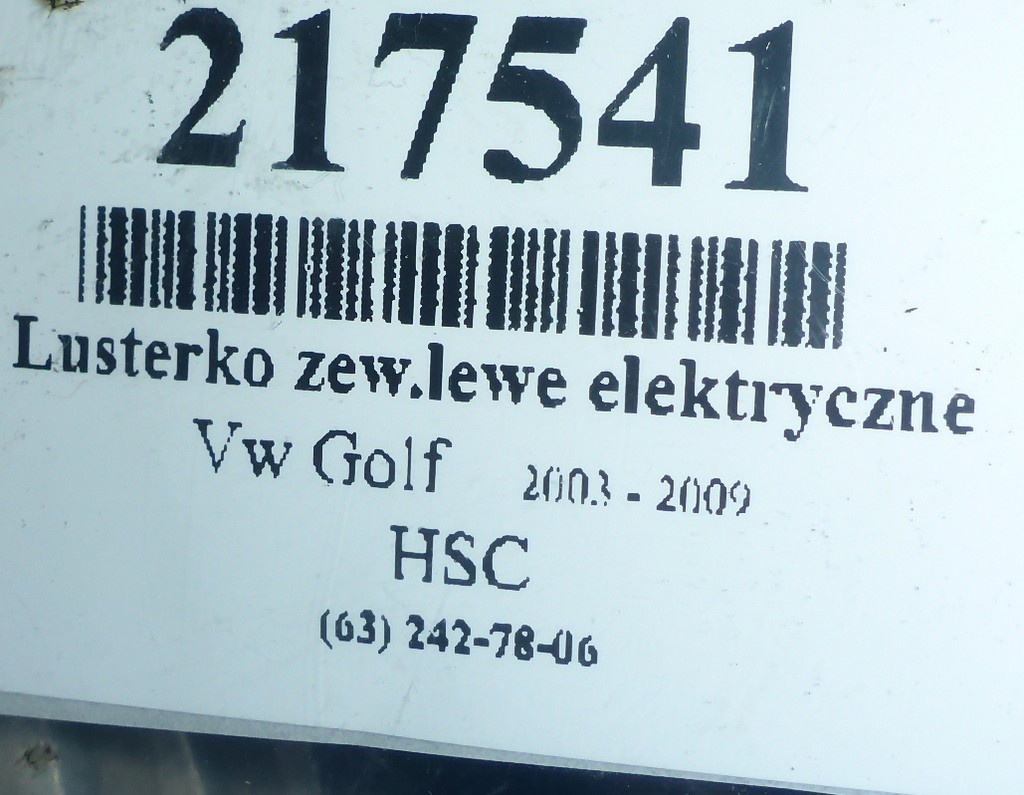 217541
Lusterko zew.lewe elektryczne
Vw Golf 2003 - 2009
HSC
(63) 242-78-06